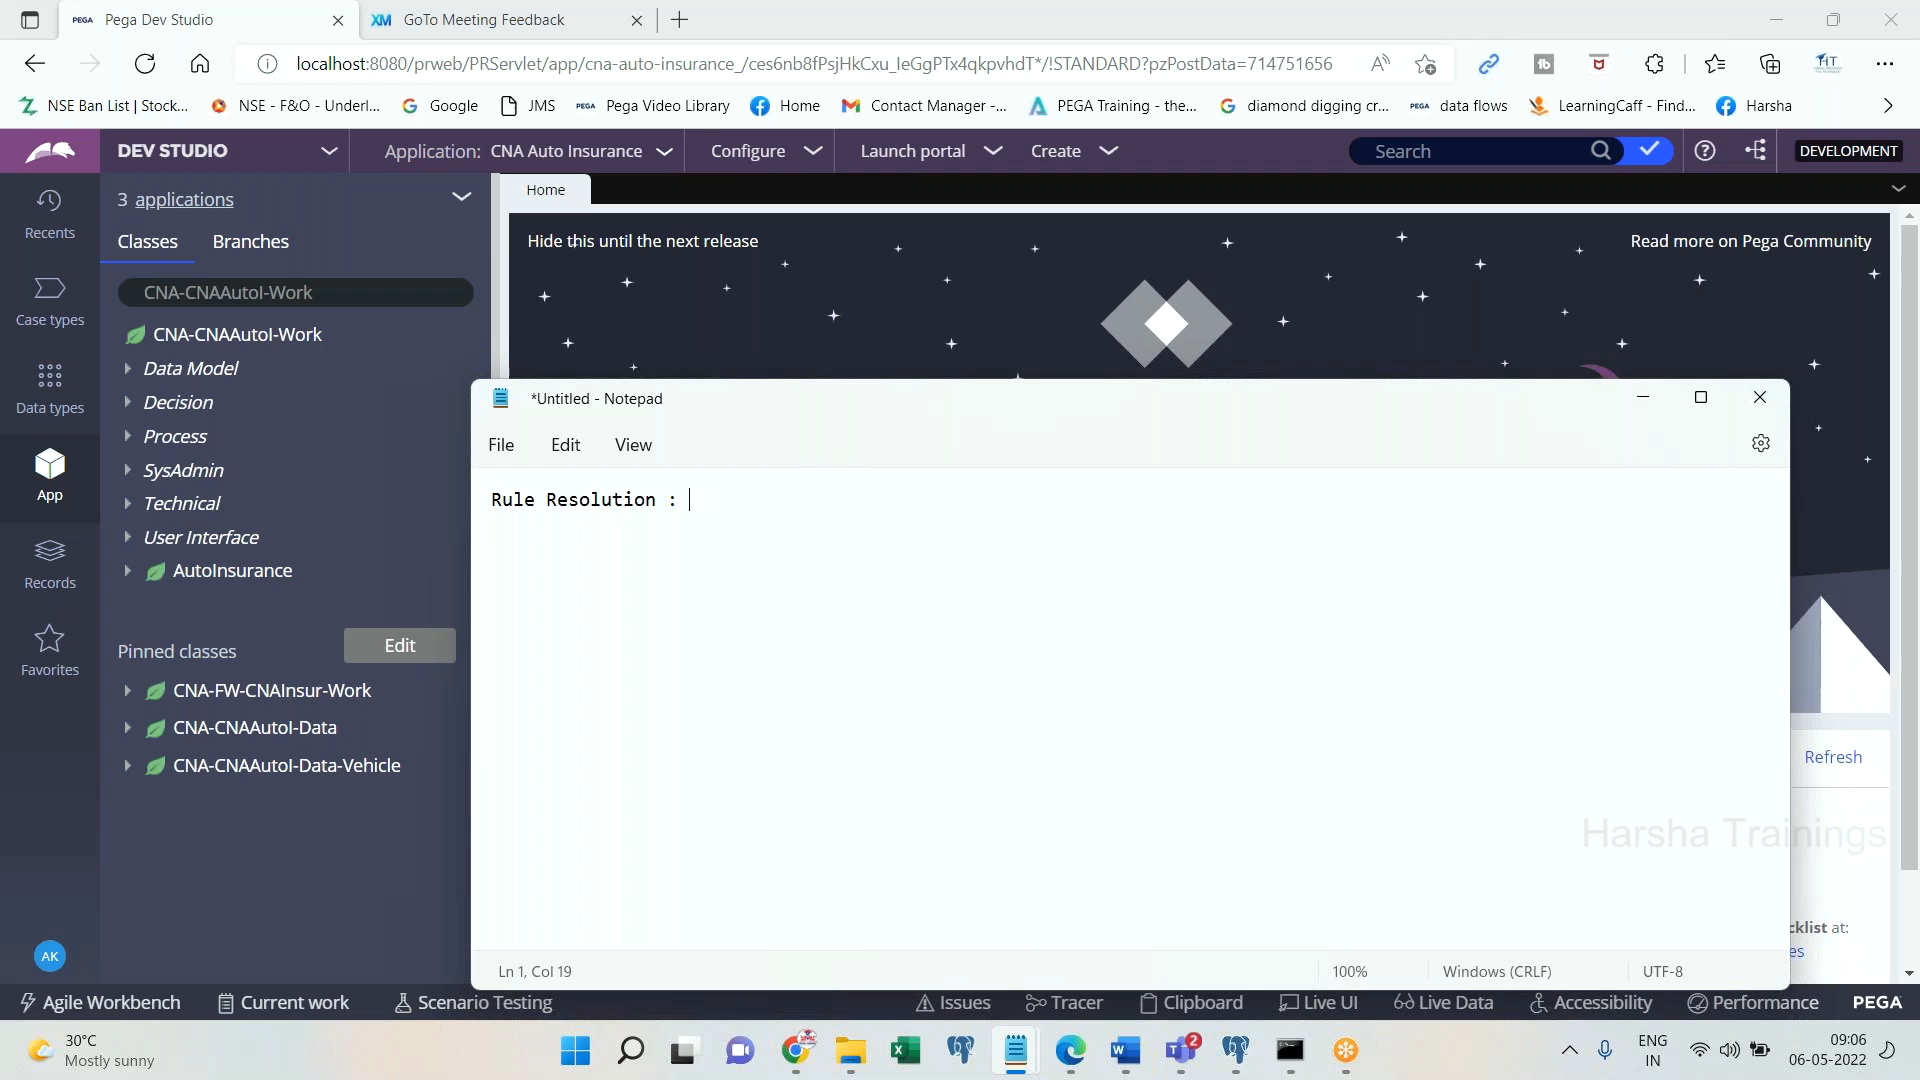 PEGA Pega Dev Studio
XM GoTo Meeting Feedback
localhost:8080/prweb/PRServlet/app/cna-auto-insurance_/ces6nb8fPsjHkCxu_leGgPTx4qkpvhdT*/!STANDARD?pzPostData=714751656
NSE Ban List | Stock... NSE - F&O - Underl... Google JMS PEGA Pega Video Library Home Contact Manager -... PEGA Training - the... diamond digging cr... PEGA data flows LearningCaff - Find... Harsha
DEV STUDIO Application: CNA Auto Insurance Configure Launch portal Create Search DEVELOPMENT
Recents
Case types
Data types
App
Records
Favorites
AK
3 applications
Classes Branches
CNA-CNAAutoI-Work
CNA-CNAAutoI-Work
Data Model
Decision
Process
SysAdmin
Technical
User Interface
AutoInsurance
Pinned classes Edit
CNA-FW-CNAInsur-Work
CNA-CNAAutoI-Data
CNA-CNAAutoI-Data-Vehicle
Home
Hide this until the next release
Read more on Pega Community
*Untitled - Notepad
File Edit View
Rule Resolution :
Ln 1, Col 19 100% Windows (CRLF) UTF-8
Refresh
Harsha Trainings
cklist at:
es
Agile Workbench Current work Scenario Testing Issues Tracer Clipboard Live UI Live Data Accessibility Performance PEGA
30°C
Mostly sunny
2
ENG
IN
09:06
06-05-2022